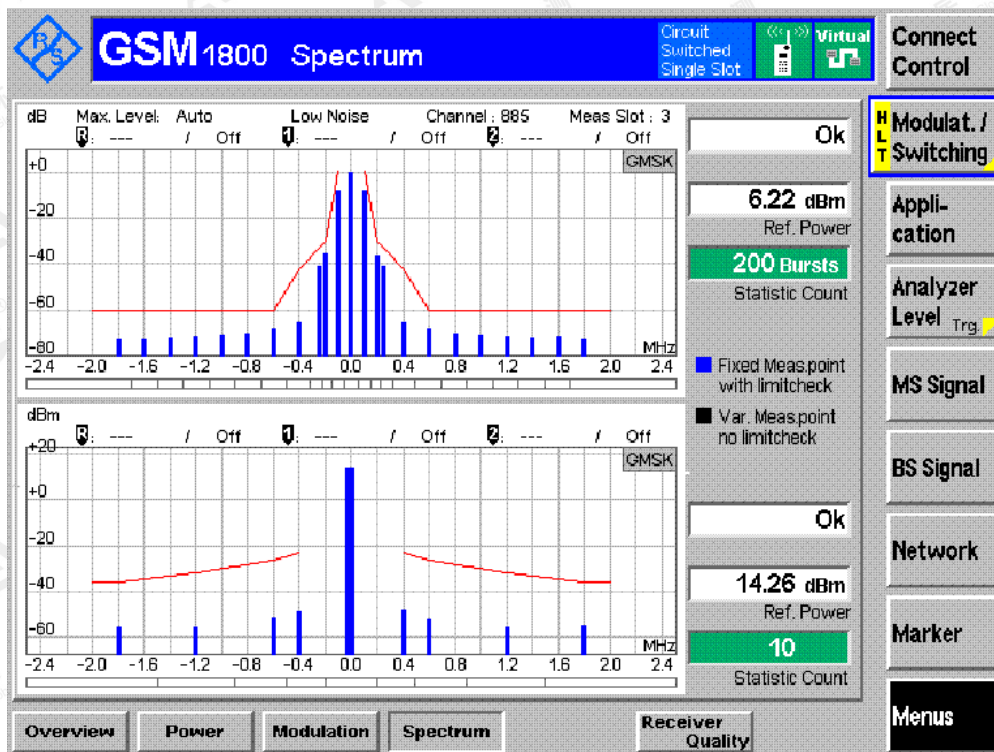 R/S
GSM 1800 Spectrum
Circuit Switched Single Slot
Virtual
Connect Control
dB Max. Level: Auto Low Noise Channel : 885 Meas Slot : 3
R : --- / Off 1 : --- / Off 2 : --- / Off
GMSK
+0
-20
-40
-60
-80
MHz
-2.4 -2.0 -1.6 -1.2 -0.8 -0.4 0.0 0.4 0.8 1.2 1.6 2.0 2.4
Ok
6.22 dBm
Ref. Power
200 Bursts
Statistic Count
Fixed Meas.point
with limitcheck
Var. Meas.point
no limitcheck
dBm
R : --- / Off 1 : --- / Off 2 : --- / Off
GMSK
+20
+0
-20
-40
-60
MHz
-2.4 -2.0 -1.6 -1.2 -0.8 -0.4 0.0 0.4 0.8 1.2 1.6 2.0 2.4
Ok
14.26 dBm
Ref. Power
10
Statistic Count
HLT
Modulat. /
Switching
Appli-
cation
Analyzer
Level Trg.
MS Signal
BS Signal
Network
Marker
Menus
Overview Power Modulation Spectrum Receiver Quality